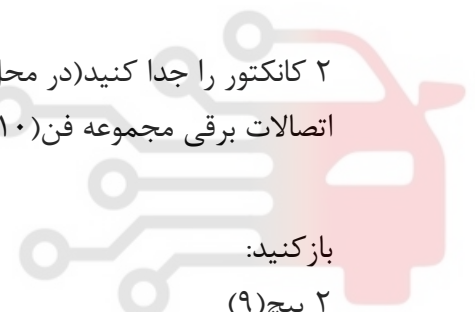 ۲ کانکتور را جدا کنید(در محل
اتصالات برقی مجموعه فن(۱۰
بازکنید:
۲ پیچ(۹)